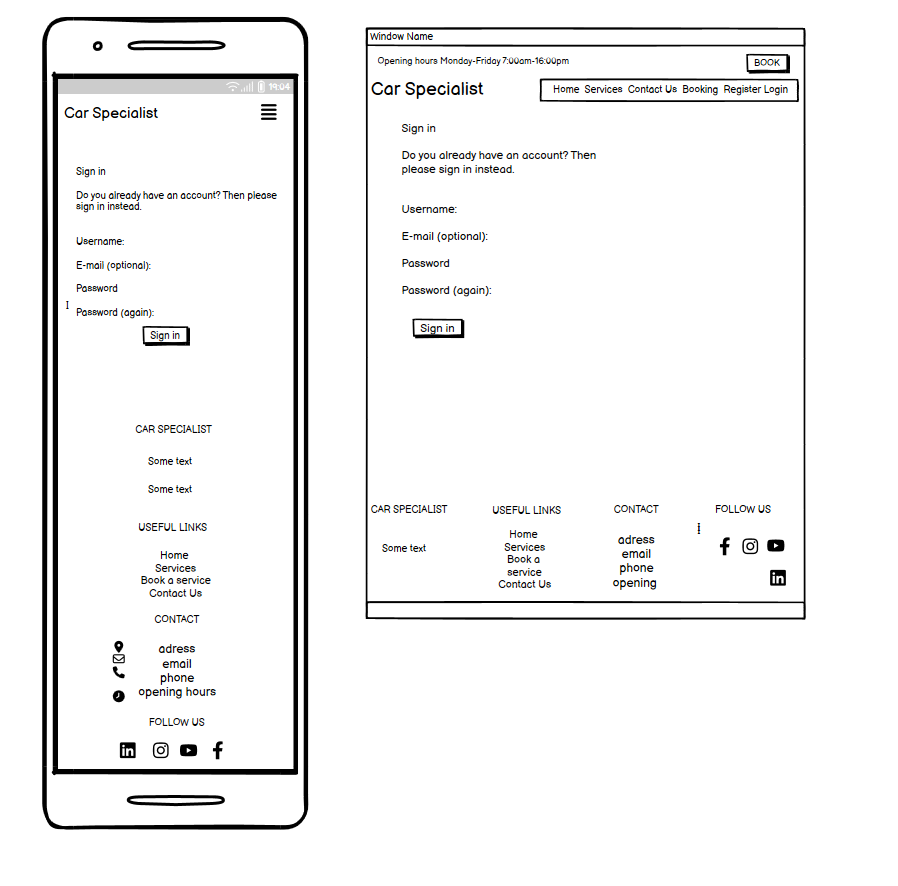 19:04
Car Specialist
Sign in
Do you already have an account? Then please
sign in instead.
Username:
E-mail (optional):
Password
Password (again):
Sign in
CAR SPECIALIST
Some text
Some text
USEFUL LINKS
Home
Services
Book a service
Contact Us
CONTACT
adress
email
phone
opening hours
FOLLOW US
Window Name
Opening hours Monday-Friday 7:00am-16:00pm
BOOK
Car Specialist
Home Services Contact Us Booking Register Login
Sign in
Do you already have an account? Then
please sign in instead.
Username:
E-mail (optional):
Password
Password (again):
Sign in
CAR SPECIALIST
Some text
USEFUL LINKS
Home
Services
Book a
service
Contact Us
CONTACT
adress
email
phone
opening
FOLLOW US